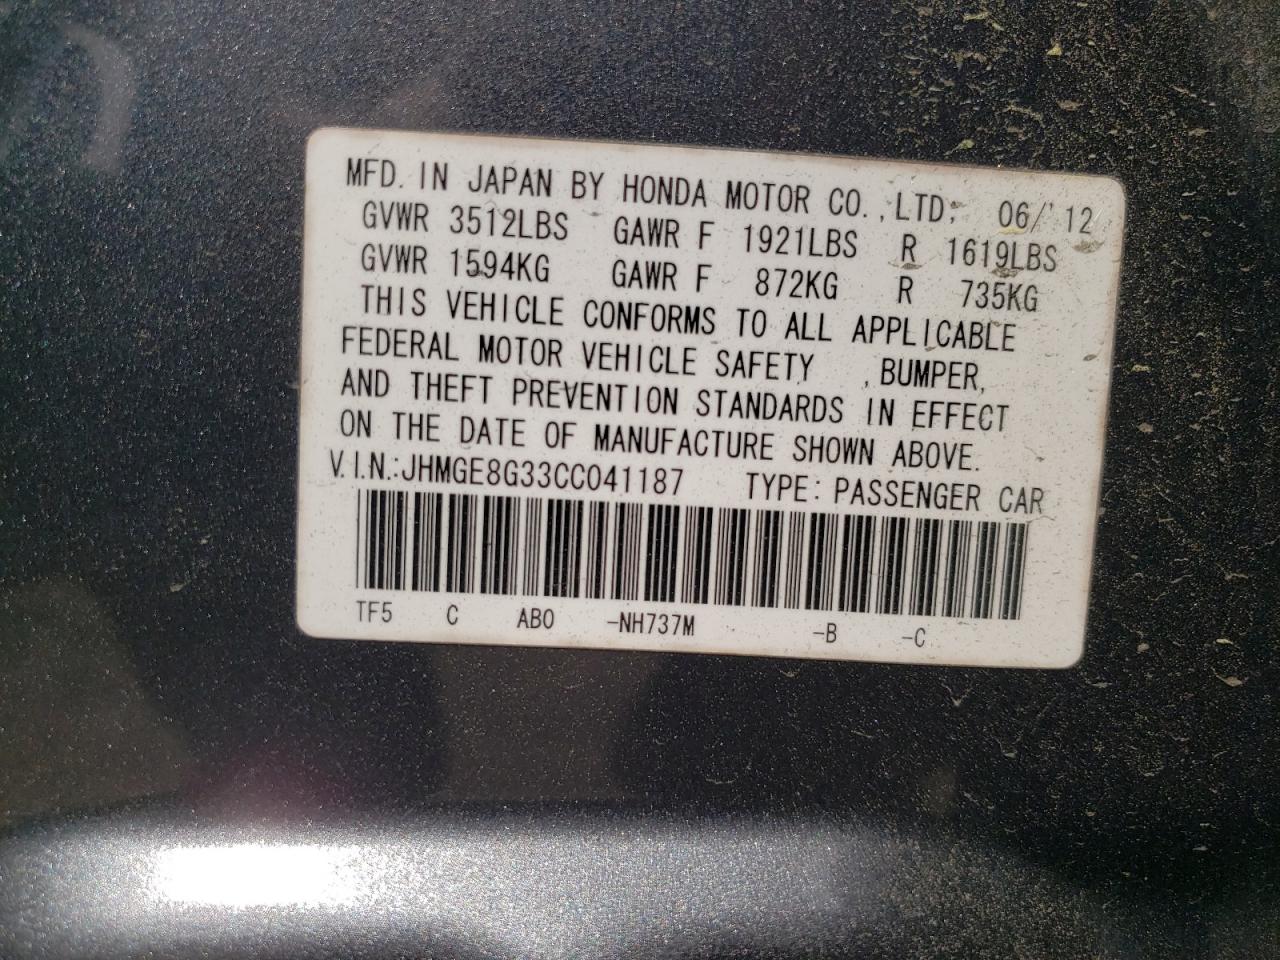 MFD. IN JAPAN BY HONDA MOTOR CO.,LTD. 06/'12
GVWR 3512LBS GAWR F 1921LBS R 1619LBS
GVWR 1594KG GAWR F 872KG R 735KG
THIS VEHICLE CONFORMS TO ALL APPLICABLE
FEDERAL MOTOR VEHICLE SAFETY , BUMPER,
AND THEFT PREVENTION STANDARDS IN EFFECT
ON THE DATE OF MANUFACTURE SHOWN ABOVE.
V.I.N.:JHMGE8G33CC041187 TYPE: PASSENGER CAR
TF5 C AB0 -NH737M -B -C